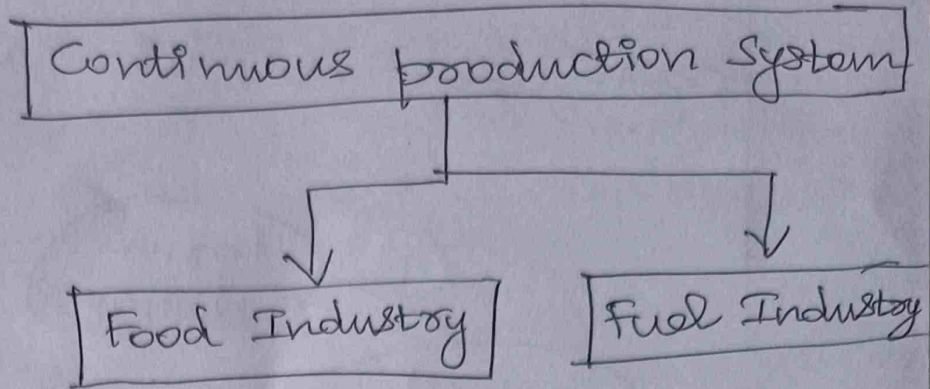 Continuous production System
Food Industry
Fuel Industry